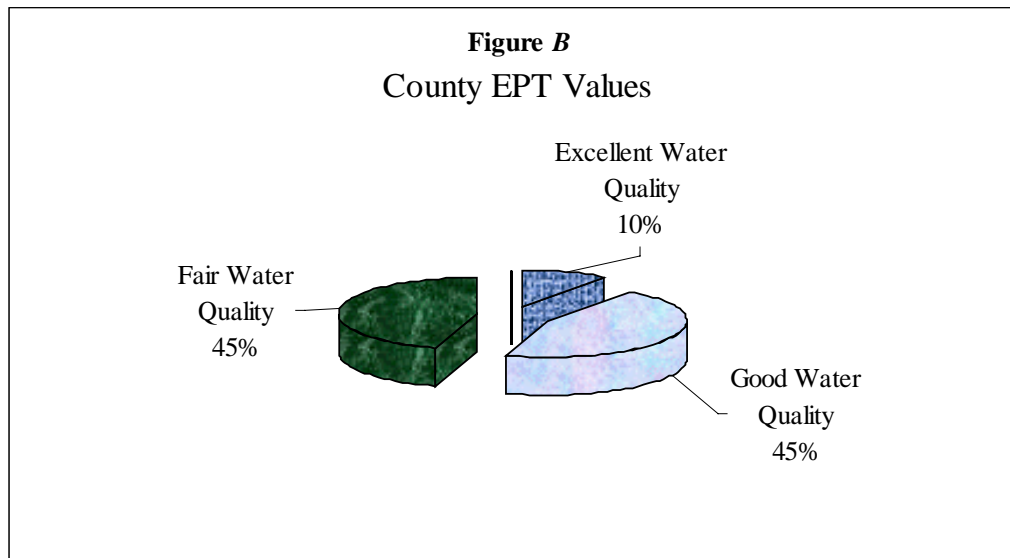 Figure B
County EPT Values
Excellent Water
Quality
10%
Fair Water
Quality
45%
Good Water
Quality
45%